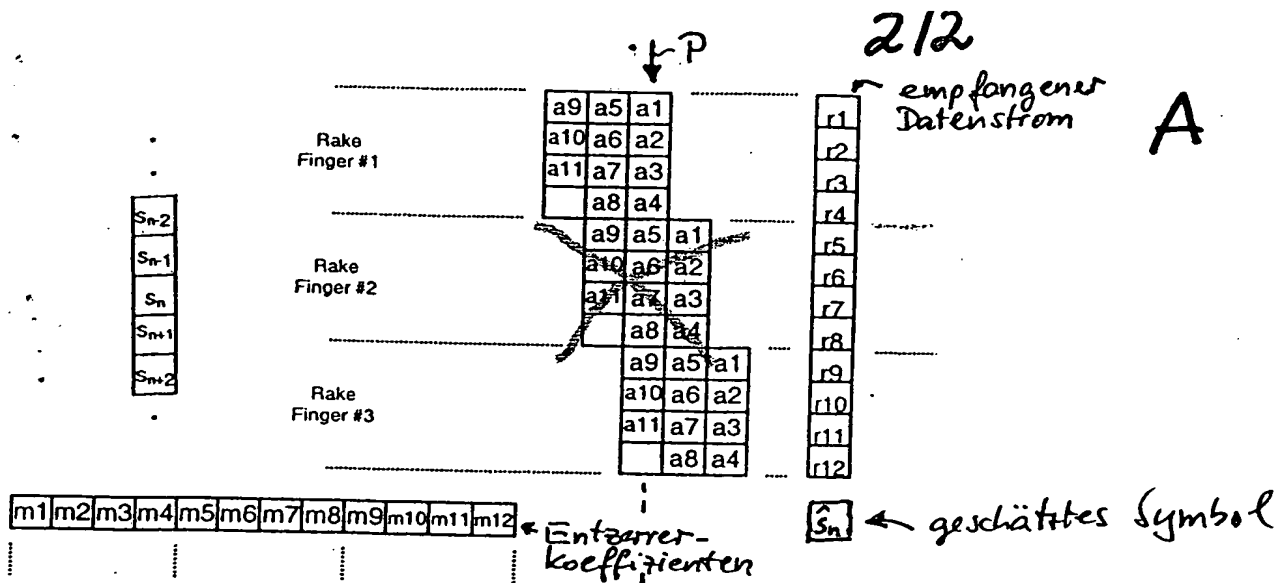 2/2
P
empfangener
Datenstrom
A
Rake
Finger #1
a9 a5 a1
a10 a6 a2
a11 a7 a3
a8 a4
r1
r2
r3
r4
Rake
Finger #2
a9 a5 a1
a10 a6 a2
a11 a7 a3
a8 a4
r5
r6
r7
r8
Sn-2
Sn-1
Sn
Sn+1
Sn+2
Rake
Finger #3
a9 a5 a1
a10 a6 a2
a11 a7 a3
a8 a4
r9
r10
r11
r12
m1 m2 m3 m4 m5 m6 m7 m8 m9 m10 m11 m12
Entzerrer-
koeffizienten
ŝn
geschätztes Symbol